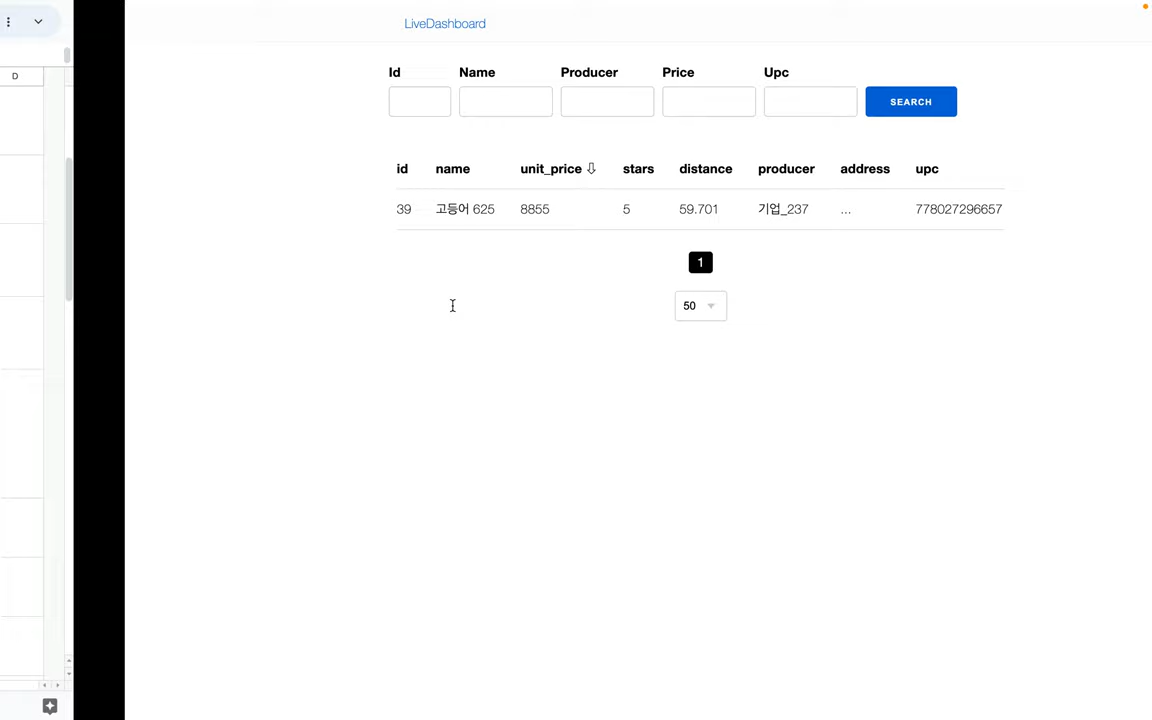 D
LiveDashboard
Id Name Producer Price Upc
SEARCH
id name unit_price ⇩ stars distance producer address upc
39 고등어 625 8855 5 59.701 기업_237 ... 778027296657
1
50